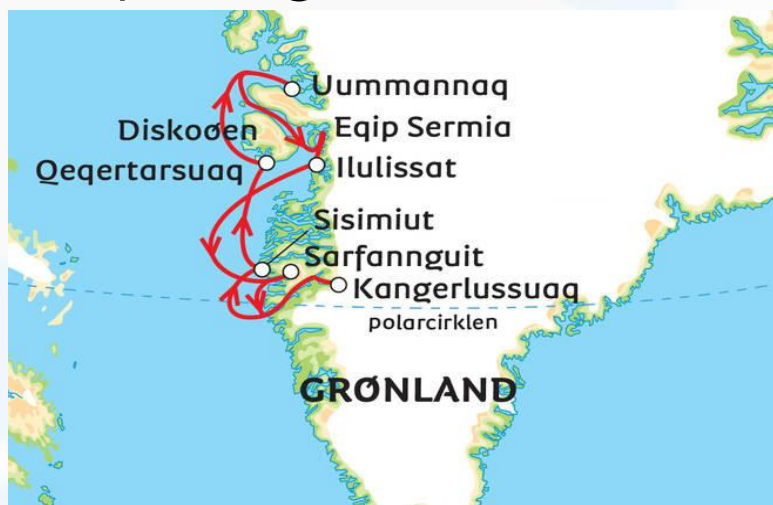 Uummannaq
Diskoøen
Eqip Sermia
Qeqertarsuaq
Ilulissat
Sisimiut
Sarfannguit
Kangerlussuaq
polarcirklen
GRØNLAND